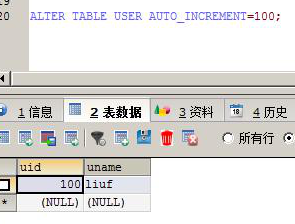 20 ALTER TABLE USER AUTO_INCREMENT=100;
1 信息 2 表数据 3 资料 4 历史
所有行
uid uname
100 liuf
* (NULL) (NULL)